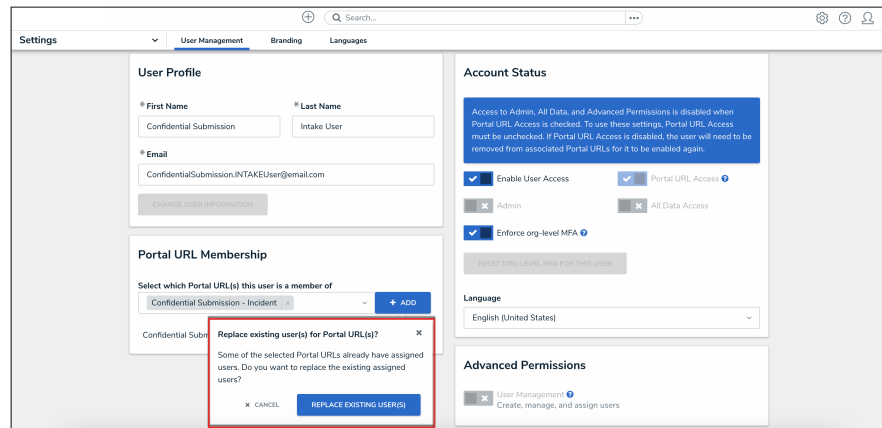 Search...
Settings
User Management
Branding
Languages
User Profile
* First Name
* Last Name
Confidential Submission
Intake User
* Email
ConfidentialSubmission.INTAKEUser@email.com
CHANGE USER INFORMATION
Portal URL Membership
Select which Portal URL(s) this user is a member of
Confidential Submission - Incident ×
+ ADD
Confidential Subm
Replace existing user(s) for Portal URL(s)?
Some of the selected Portal URLs already have assigned
users. Do you want to replace the existing assigned
users?
CANCEL
REPLACE EXISTING USER(S)
Account Status
Access to Admin, All Data, and Advanced Permissions is disabled when
Portal URL Access is checked. To use these settings, Portal URL Access
must be unchecked. If Portal URL Access is disabled, the user will need to be
removed from associated Portal URLs for it to be enabled again.
Enable User Access
Portal URL Access
Admin
All Data Access
Enforce org-level MFA
RESET ORG-LEVEL MFA FOR THIS USER
Language
English (United States)
Advanced Permissions
User Management
Create, manage, and assign users